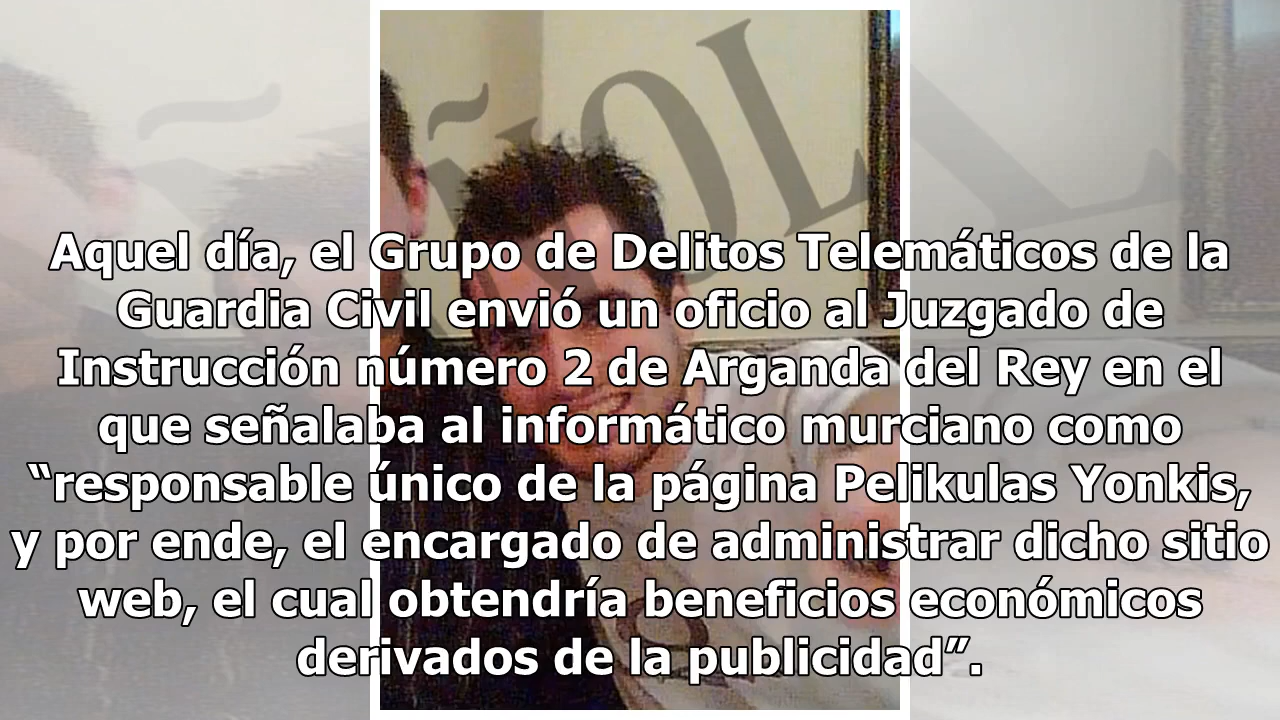 ÑOL
Aquel día, el Grupo de Delitos Telemáticos de la
Guardia Civil envió un oficio al Juzgado de
Instrucción número 2 de Arganda del Rey en el
que señalaba al informático murciano como
“responsable único de la página Pelikulas Yonkis,
y por ende, el encargado de administrar dicho sitio
web, el cual obtendría beneficios económicos
derivados de la publicidad”.